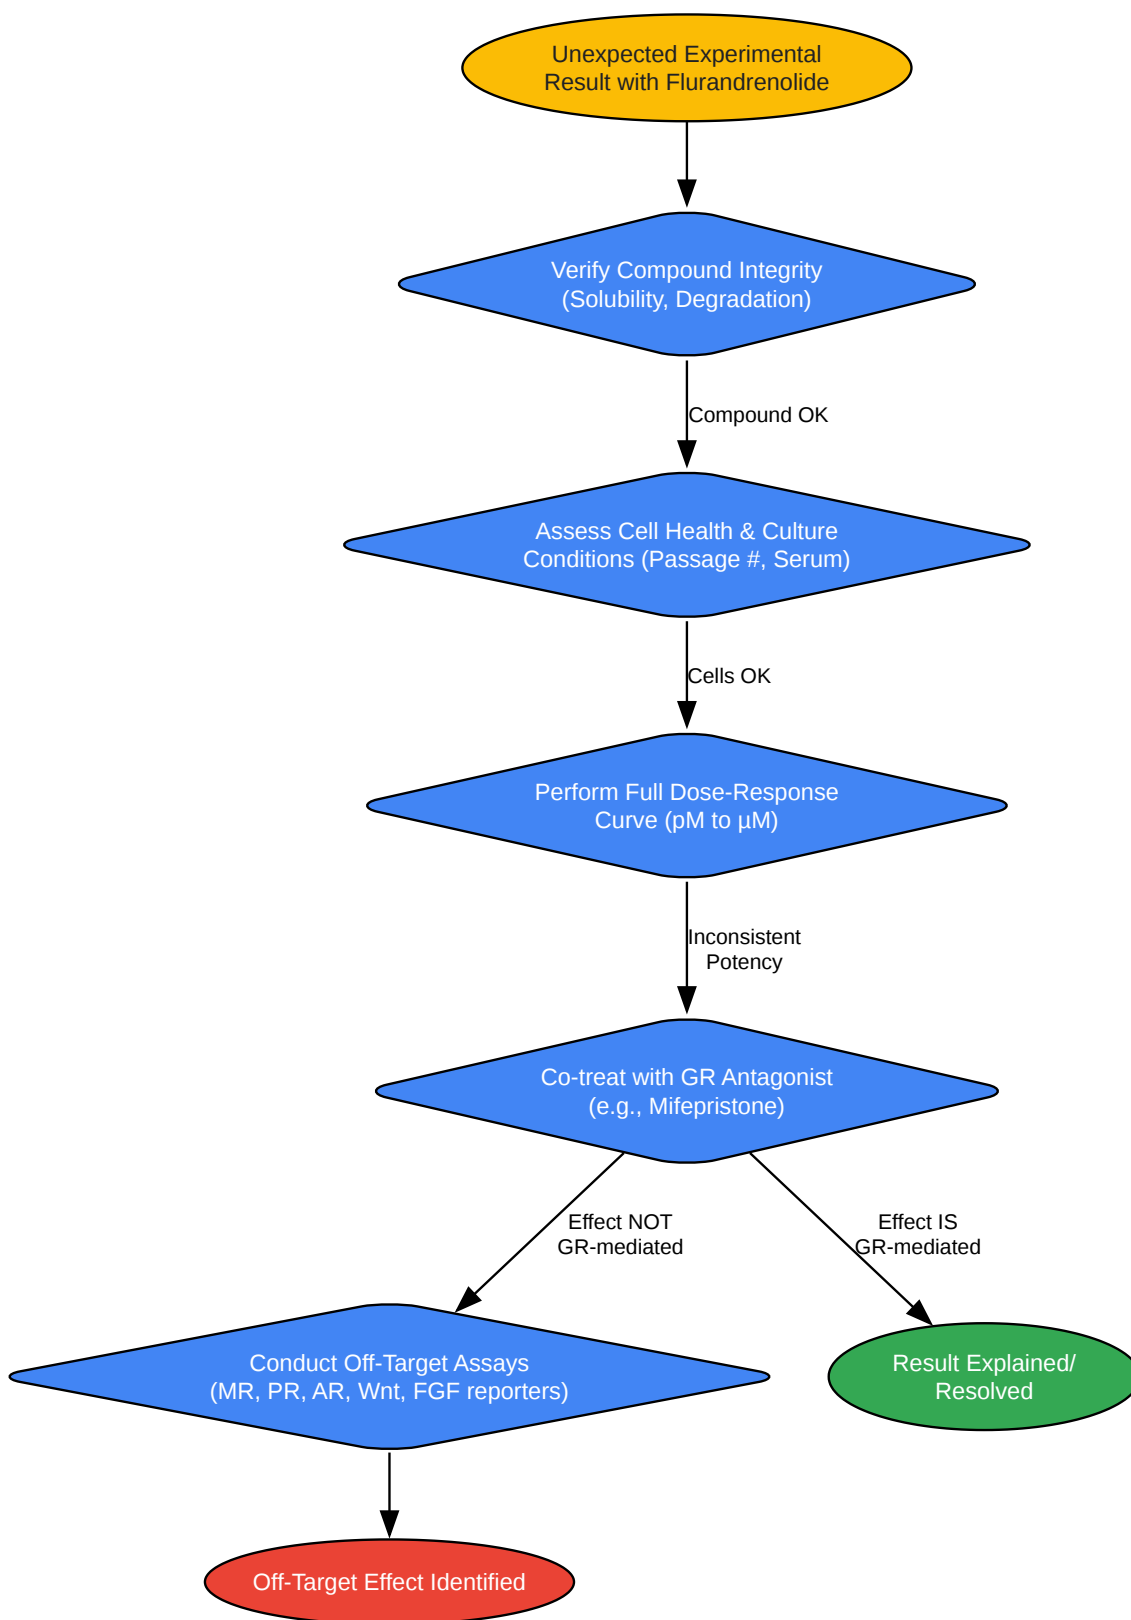 Unexpected Experimental
Result with Flurandrenolide
Verify Compound Integrity
(Solubility, Degradation)
Compound OK
Assess Cell Health & Culture
Conditions (Passage #, Serum)
Cells OK
Perform Full Dose-Response
Curve (pM to µM)
Inconsistent
Potency
Co-treat with GR Antagonist
(e.g., Mifepristone)
Effect NOT
GR-mediated
Effect IS
GR-mediated
Conduct Off-Target Assays
(MR, PR, AR, Wnt, FGF reporters)
Result Explained/
Resolved
Off-Target Effect Identified